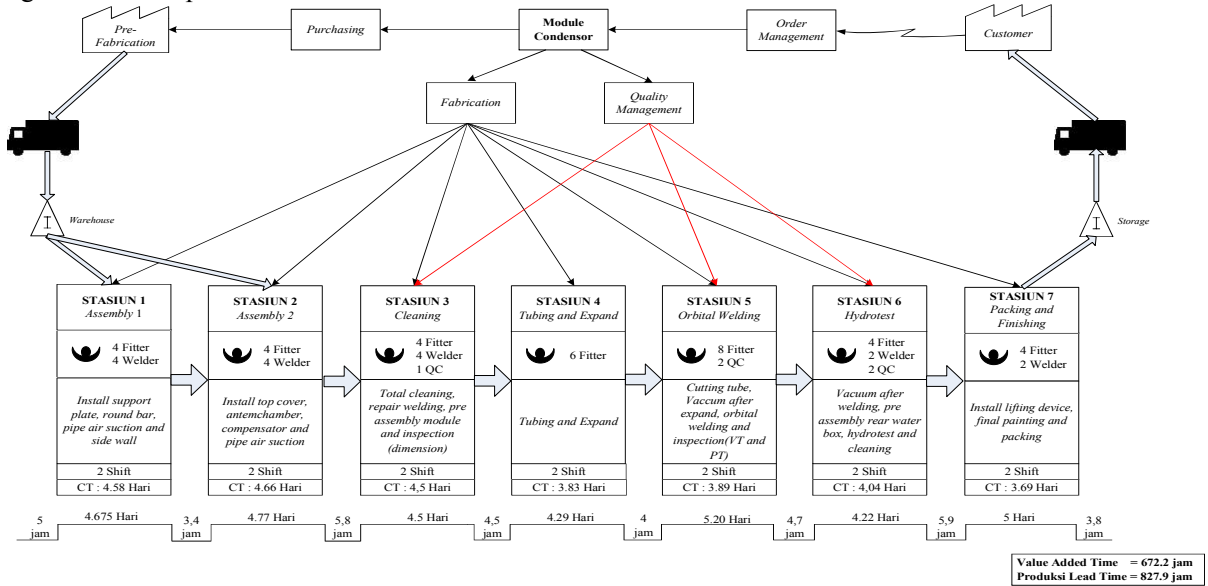 Pre-
Fabrication
Purchasing
Module
Condensor
Order
Management
Customer
Fabrication
Quality
Management
Warehouse
I
Storage
I
STASIUN 1
Assembly 1
4 Fitter
4 Welder
Install support
plate, round bar,
pipe air suction and
side wall
2 Shift
CT : 4.58 Hari
STASIUN 2
Assembly 2
4 Fitter
4 Welder
Install top cover,
antemchamber,
compensator and
pipe air suction
2 Shift
CT : 4.66 Hari
STASIUN 3
Cleaning
4 Fitter
4 Welder
1 QC
Total cleaning,
repair welding, pre
assembly module
and inspection
(dimension)
2 Shift
CT : 4,5 Hari
STASIUN 4
Tubing and Expand
6 Fitter
Tubing and Expand
2 Shift
CT : 3.83 Hari
STASIUN 5
Orbital Welding
8 Fitter
2 QC
Cutting tube,
Vaccum after
expand, orbital
welding and
inspection(VT and
PT)
2 Shift
CT : 3.89 Hari
STASIUN 6
Hydrotest
4 Fitter
2 Welder
2 QC
Vacuum after
welding, pre
assembly rear water
box, hydrotest and
cleaning
2 Shift
CT : 4,04 Hari
STASIUN 7
Packing and
Finishing
4 Fitter
2 Welder
Install lifting device,
final painting and
packing
2 Shift
CT : 3.69 Hari
5
jam
4.675 Hari
3,4
jam
4.77 Hari
5,8
jam
4.5 Hari
4,5
jam
4.29 Hari
4
jam
5.20 Hari
4,7
jam
4.22 Hari
5,9
jam
5 Hari
3,8
jam
Value Added Time = 672.2 jam
Produksi Lead Time = 827.9 jam